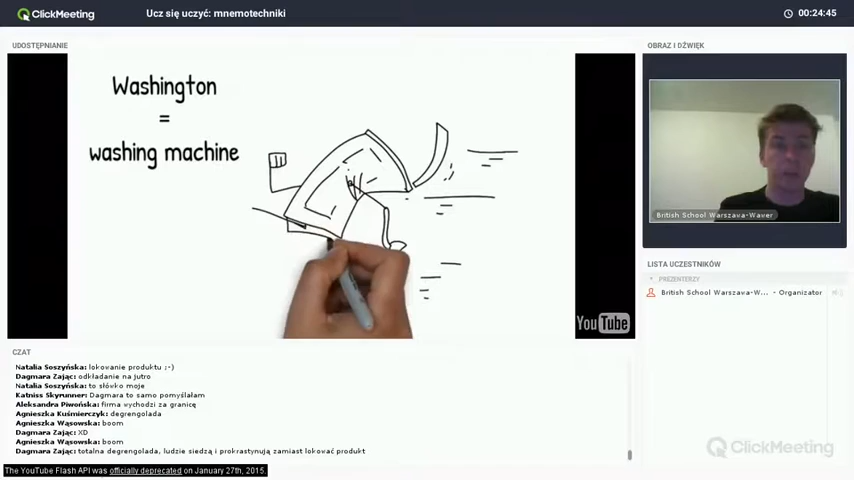 ClickMeeting
Ucz się uczyć: mnemotechniki
00:24:45
UDOSTĘPNIANIE
OBRAZ I DŹWIĘK
Washington
=
washing machine
British School Warszava-Waver
YouTube
LISTA UCZESTNIKÓW
PREZENTERZY
British School Warszava-W... - Organizator
CZAT
Natalia Soszyńska: lokowanie produktu ;-)
Dagmara Zając: odkładanie na jutro
Natalia Soszyńska: to słówko moje
Katniss Skyrunner: Dagmara to samo pomyślałam
Aleksandra Piwońska: firma wychodzi za granicę
Agnieszka Kuśmierczyk: degrengolada
Agnieszka Wąsowska: boom
Dagmara Zając: XD
Agnieszka Wąsowska: boom
Dagmara Zając: totalna degrengolada, ludzie siedzą i prokrastynują zamiast lokować produkt
ClickMeeting
The YouTube Flash API was officially deprecated on January 27th, 2015.